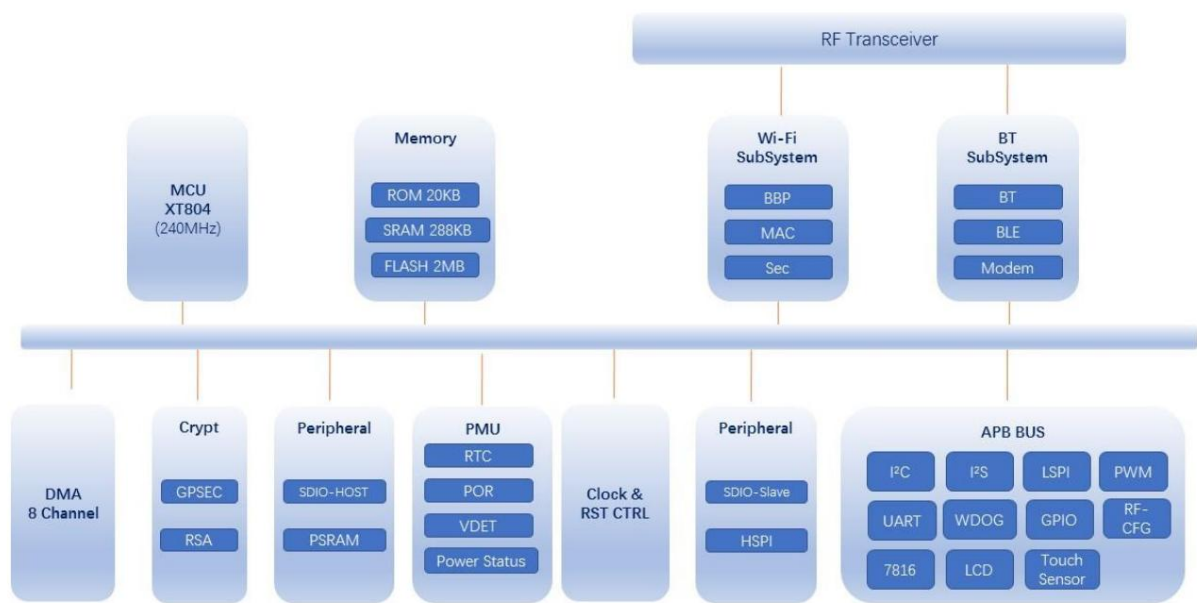 RF Transceiver
MCU
XT804
(240MHz)
Memory
ROM 20KB
SRAM 288KB
FLASH 2MB
Wi-Fi
SubSystem
BBP
MAC
Sec
BT
SubSystem
BT
BLE
Modem
DMA
8 Channel
Crypt
GPSEC
RSA
Peripheral
SDIO-HOST
PSRAM
PMU
RTC
POR
VDET
Power Status
Clock &
RST CTRL
Peripheral
SDIO-Slave
HSPI
APB BUS
I²C
I²S
LSPI
PWM
UART
WDOG
GPIO
RF-
CFG
7816
LCD
Touch
Sensor